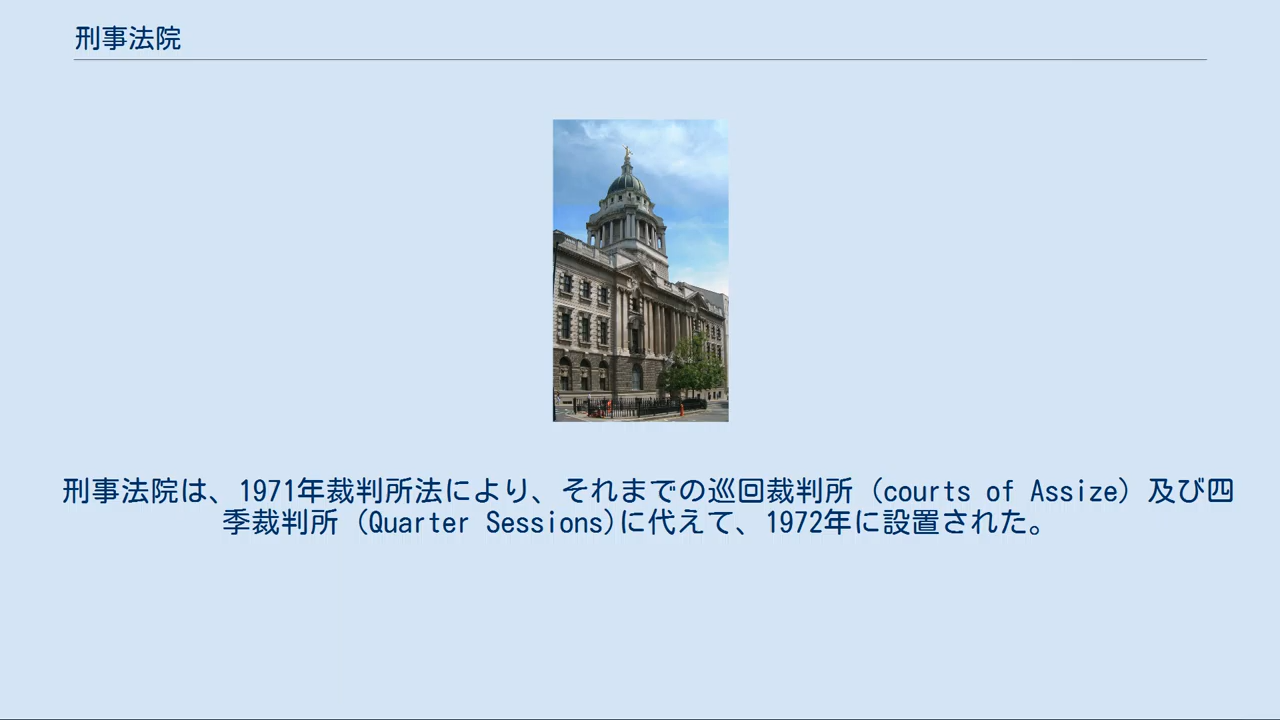 刑事法院
刑事法院は、1971年裁判所法により、それまでの巡回裁判所 (courts of Assize) 及び四
季裁判所 (Quarter Sessions)に代えて、1972年に設置された。